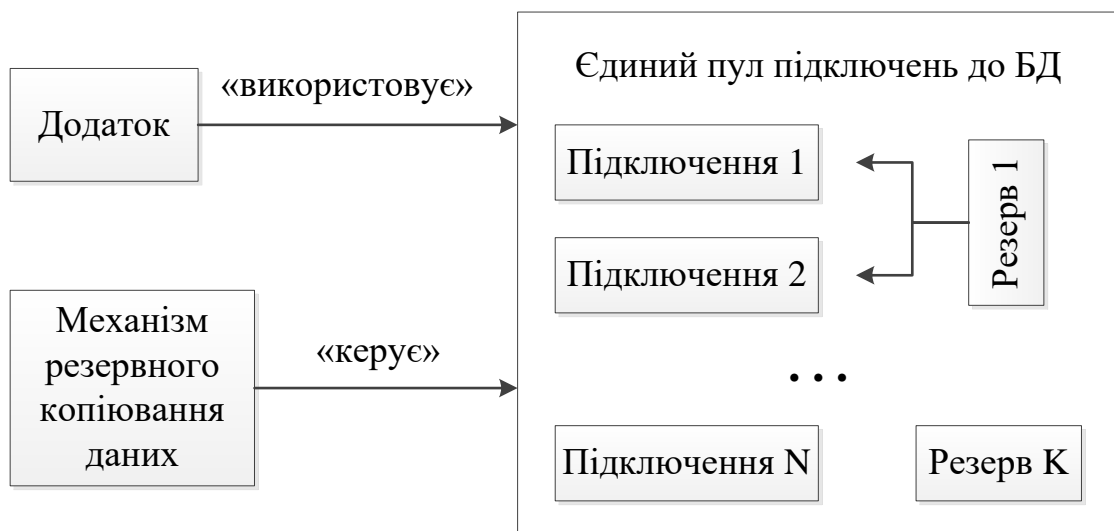 Єдиний пул підключень до БД
«використовує»
Додаток
Підключення 1
Резерв 1
Підключення 2
Механізм
резервного
копіювання
даних
«керує»
...
Підключення N
Резерв K